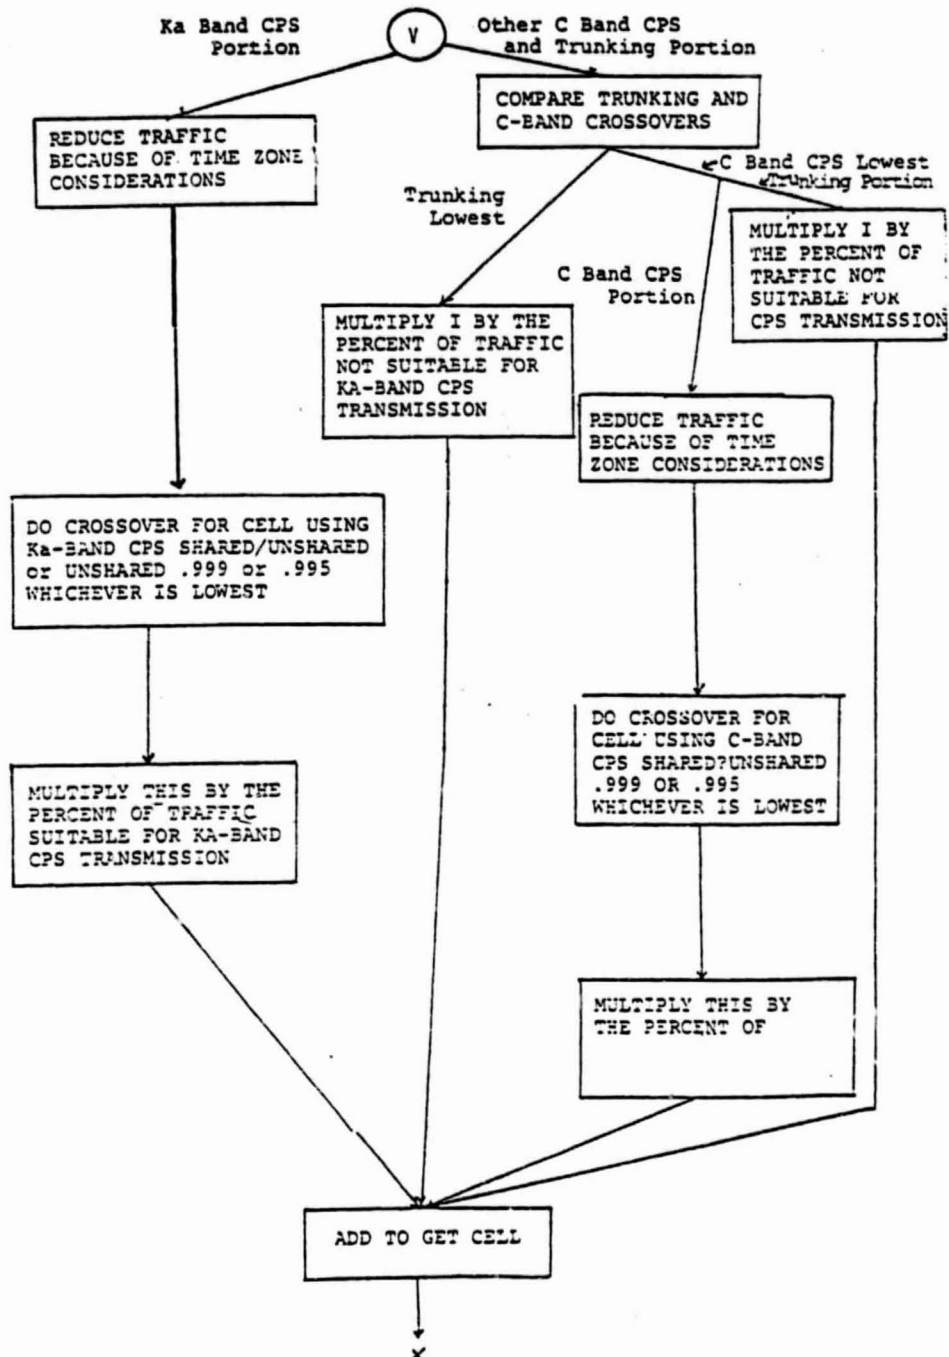 Ka Band CPS
Portion
V
Other C Band CPS
and Trunking Portion
REDUCE TRAFFIC
BECAUSE OF TIME ZONE
CONSIDERATIONS
COMPARE TRUNKING AND
C-BAND CROSSOVERS
C Band CPS Lowest
Trunking Portion
Trunking
Lowest
C Band CPS
Portion
MULTIPLY I BY
THE PERCENT OF
TRAFFIC NOT
SUITABLE FOR
CPS TRANSMISSION
MULTIPLY I BY THE
PERCENT OF TRAFFIC
NOT SUITABLE FOR
KA-BAND CPS
TRANSMISSION
REDUCE TRAFFIC
BECAUSE OF TIME
ZONE CONSIDERATIONS
DO CROSSOVER FOR CELL USING
Ka-BAND CPS SHARED/UNSHARED
or UNSHARED .999 or .995
WHICHEVER IS LOWEST
DO CROSSOVER FOR
CELL USING C-BAND
CPS SHARED?UNSHARED
.999 OR .995
WHICHEVER IS LOWEST
MULTIPLY THIS BY THE
PERCENT OF TRAFFIC
SUITABLE FOR KA-BAND
CPS TRANSMISSION
MULTIPLY THIS BY
THE PERCENT OF
ADD TO GET CELL
X